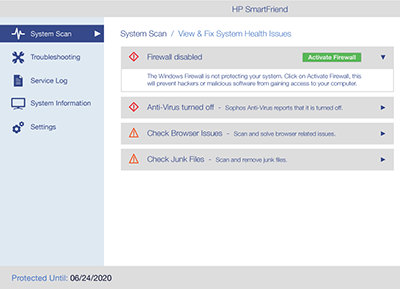 HP SmartFriend
System Scan
Troubleshooting
Service Log
System Information
Settings
System Scan / View & Fix System Health Issues
Firewall disabled Activate Firewall
The Windows Firewall is not protecting your system. Click on Activate Firewall, this
will prevent hackers or malicious software from gaining access to your computer.
Anti-Virus turned off - Sophos Anti-Virus reports that it is turned off.
Check Browser Issues - Scan and solve browser related issues.
Check Junk Files - Scan and remove junk files.
Protected Until: 06/24/2020